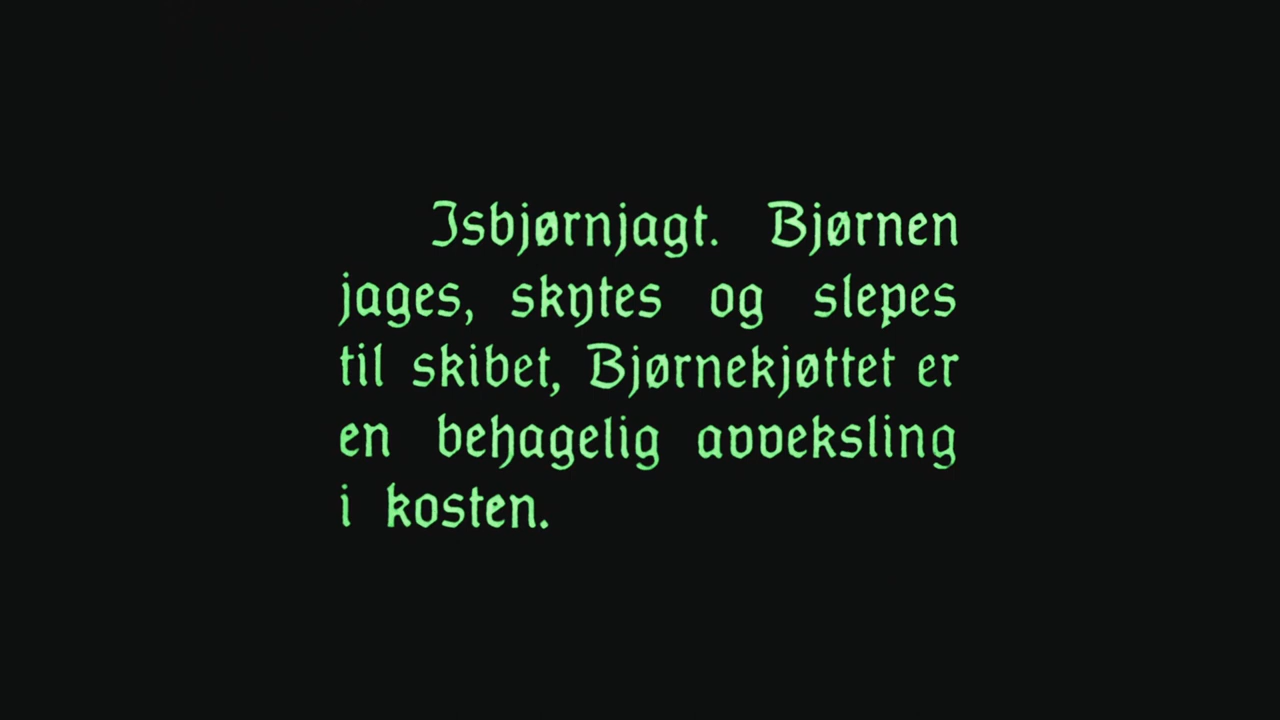 Isbjørnjagt. Bjørnen
jages, skytes og slepes
til skibet, Bjørnekjøttet er
en behagelig avveksling
i kosten.